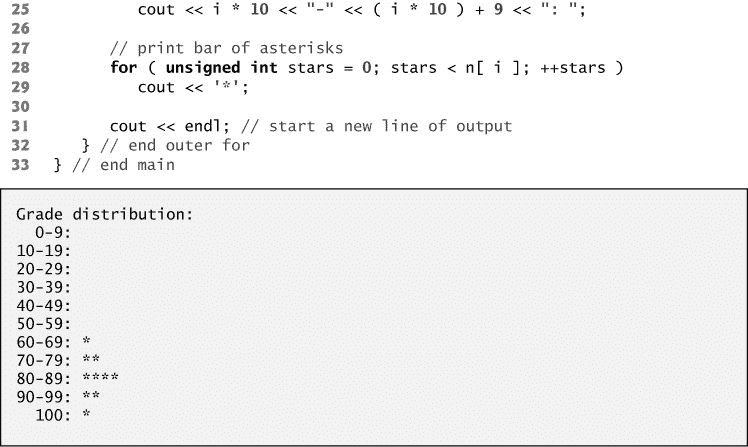 25 cout << i * 10 << "-" << ( i * 10 ) + 9 << ": ";
26
27 // print bar of asterisks
28 for ( unsigned int stars = 0; stars < n[ i ]; ++stars )
29 cout << '*';
30
31 cout << endl; // start a new line of output
32 } // end outer for
33 } // end main
Grade distribution:
0-9:
10-19:
20-29:
30-39:
40-49:
50-59:
60-69: *
70-79: **
80-89: ****
90-99: **
100: *